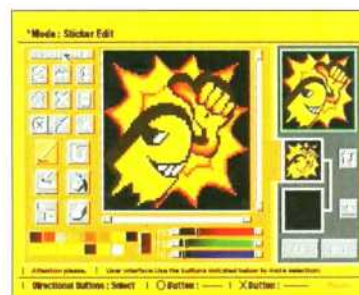 *Mode : Sticker Edit
Attention please. | User interface Use the buttons indicated below to make selection.
| Directional Buttons : Select | ○ Button : —— | X Button : ——